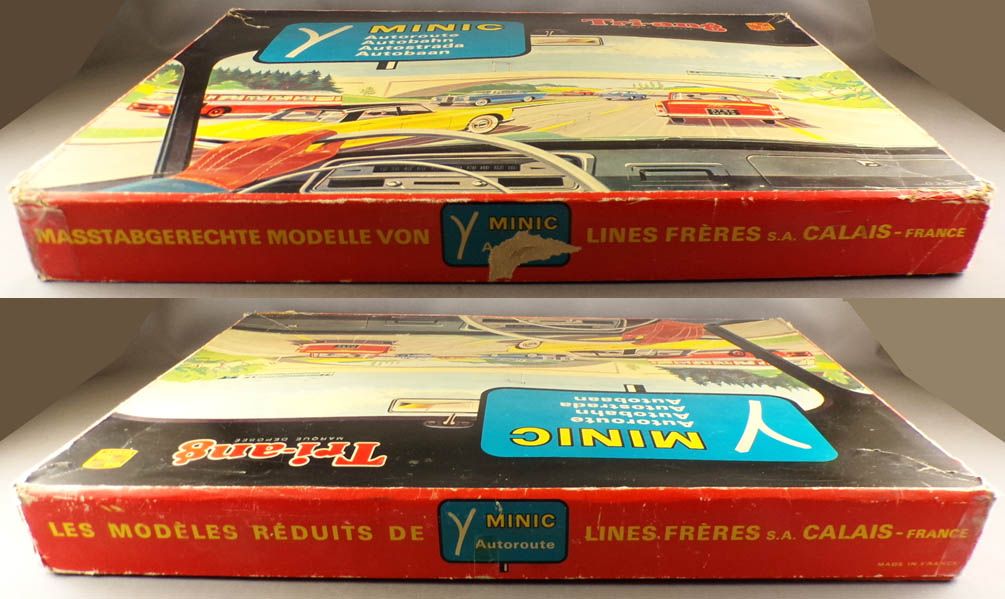 MINIC
Autoroute
Autobahn
Autostrada
Autobaan
Tri-ang
MASSTABGERECHTE MODELLE VON
MINIC
LINES FRÈRES S.A. CALAIS - FRANCE
Autobaan
Autostrada
Autobahn
Autoroute
MINIC
Tri-ang
MARQUE DÉPOSÉE
LES MODÈLES RÉDUITS DE
MINIC
Autoroute
LINES FRÈRES S.A. CALAIS - FRANCE
MADE IN FRANCE